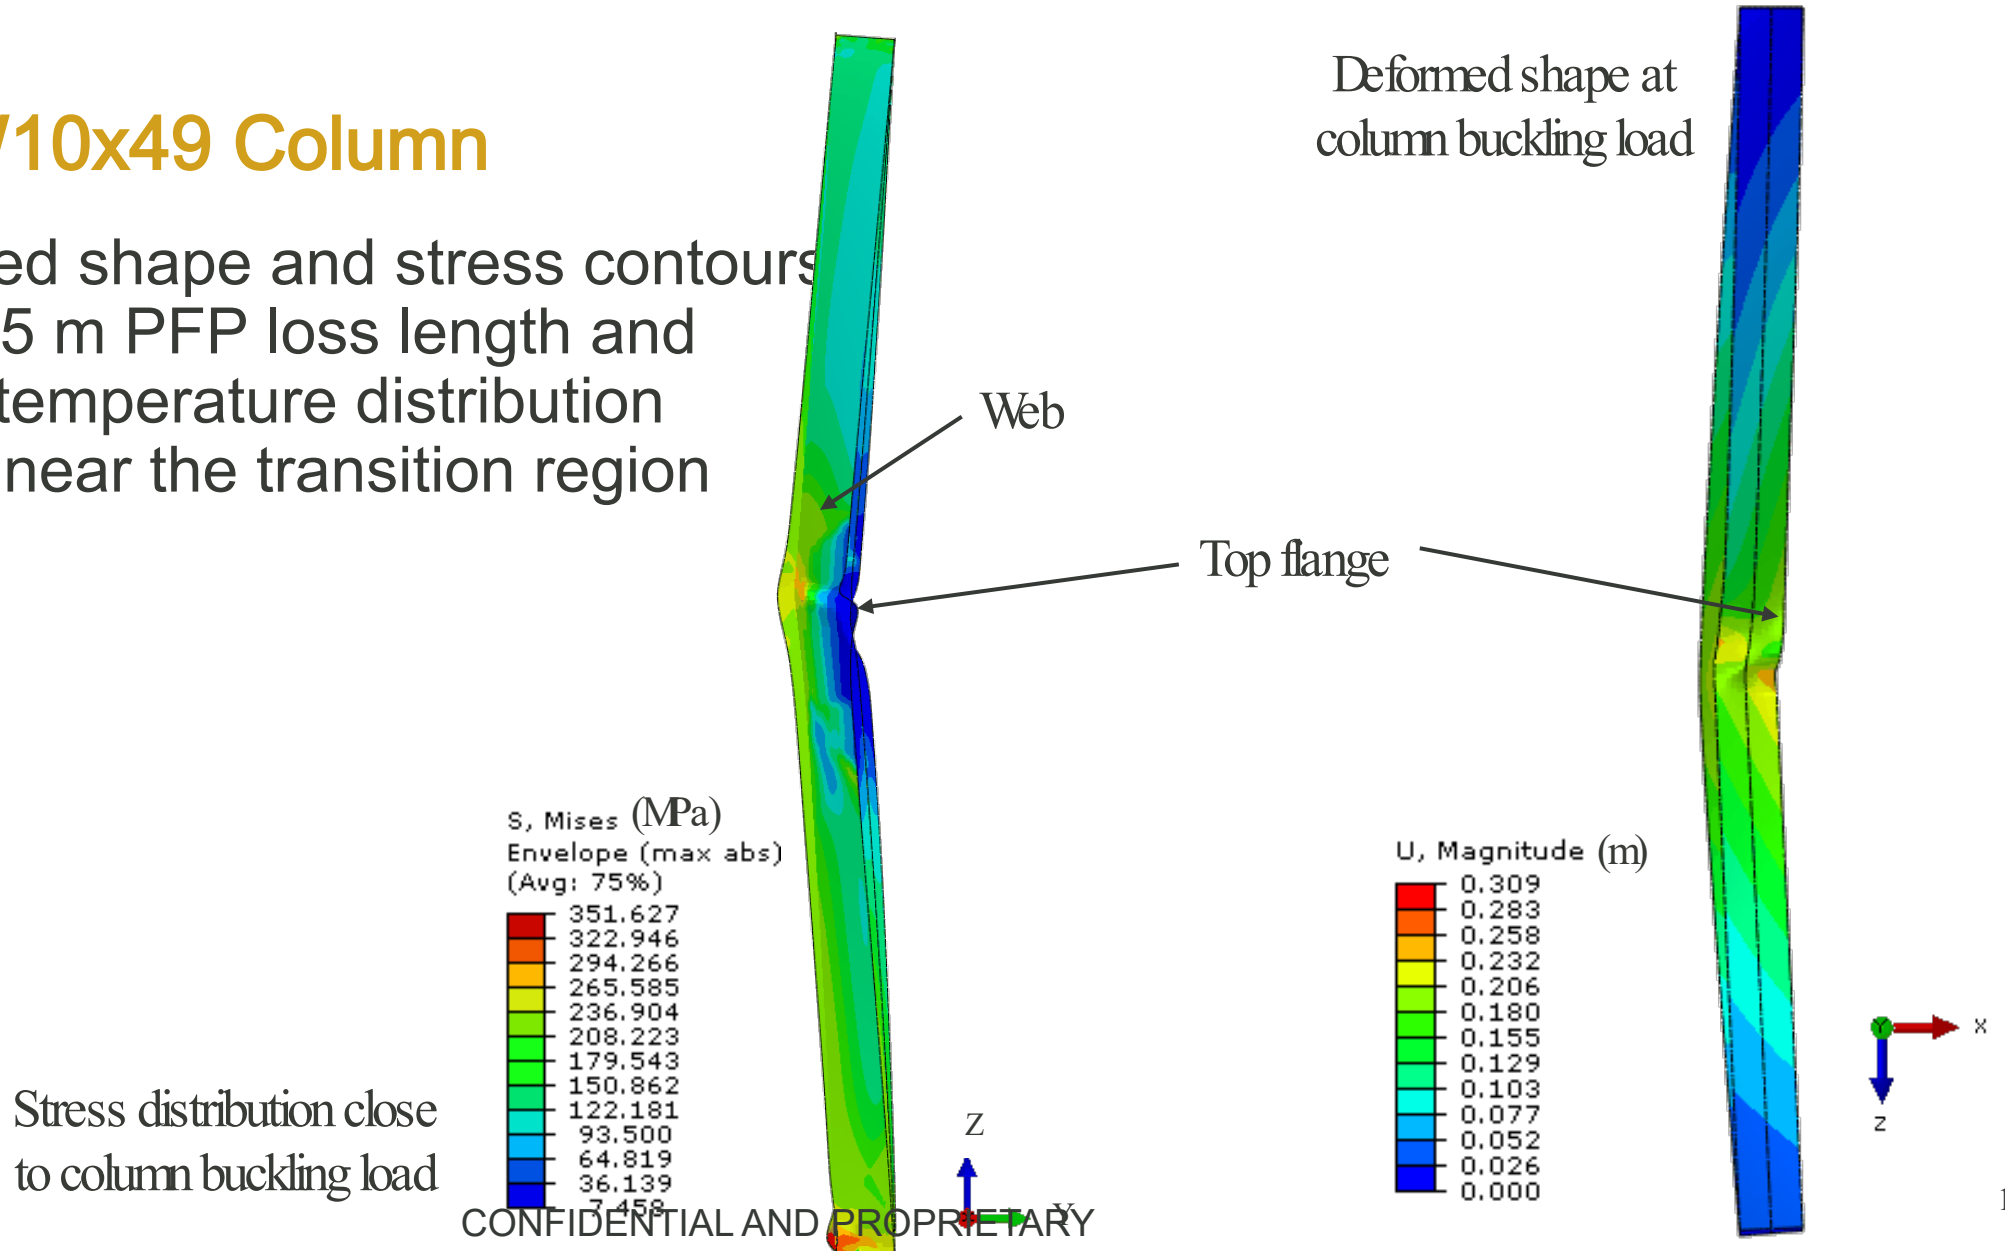 /10x49 Column
ed shape and stress contours
5 m PFP loss length and
temperature distribution
near the transition region
Deformed shape at
column buckling load
Web
Top flange
S, Mises (MPa)
Envelope (max abs)
(Avg: 75%)
351.627
322.946
294.266
265.585
236.904
208.223
179.543
150.862
122.181
93.500
64.819
36.139
7.458
Stress distribution close
to column buckling load
Z
Y
U, Magnitude (m)
0.309
0.283
0.258
0.232
0.206
0.180
0.155
0.129
0.103
0.077
0.052
0.026
0.000
Y
X
Z
CONFIDENTIAL AND PROPRIETARY
1